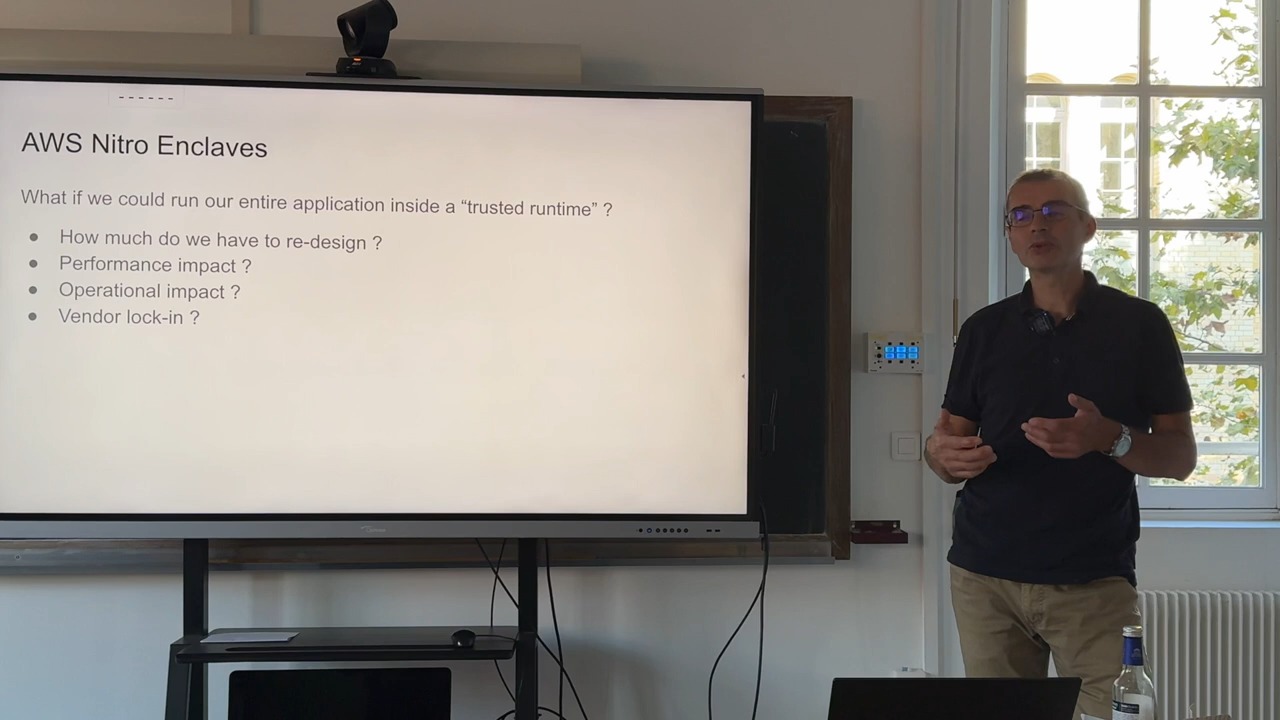 AWS Nitro Enclaves
What if we could run our entire application inside a “trusted runtime” ?
● How much do we have to re-design ?
● Performance impact ?
● Operational impact ?
● Vendor lock-in ?